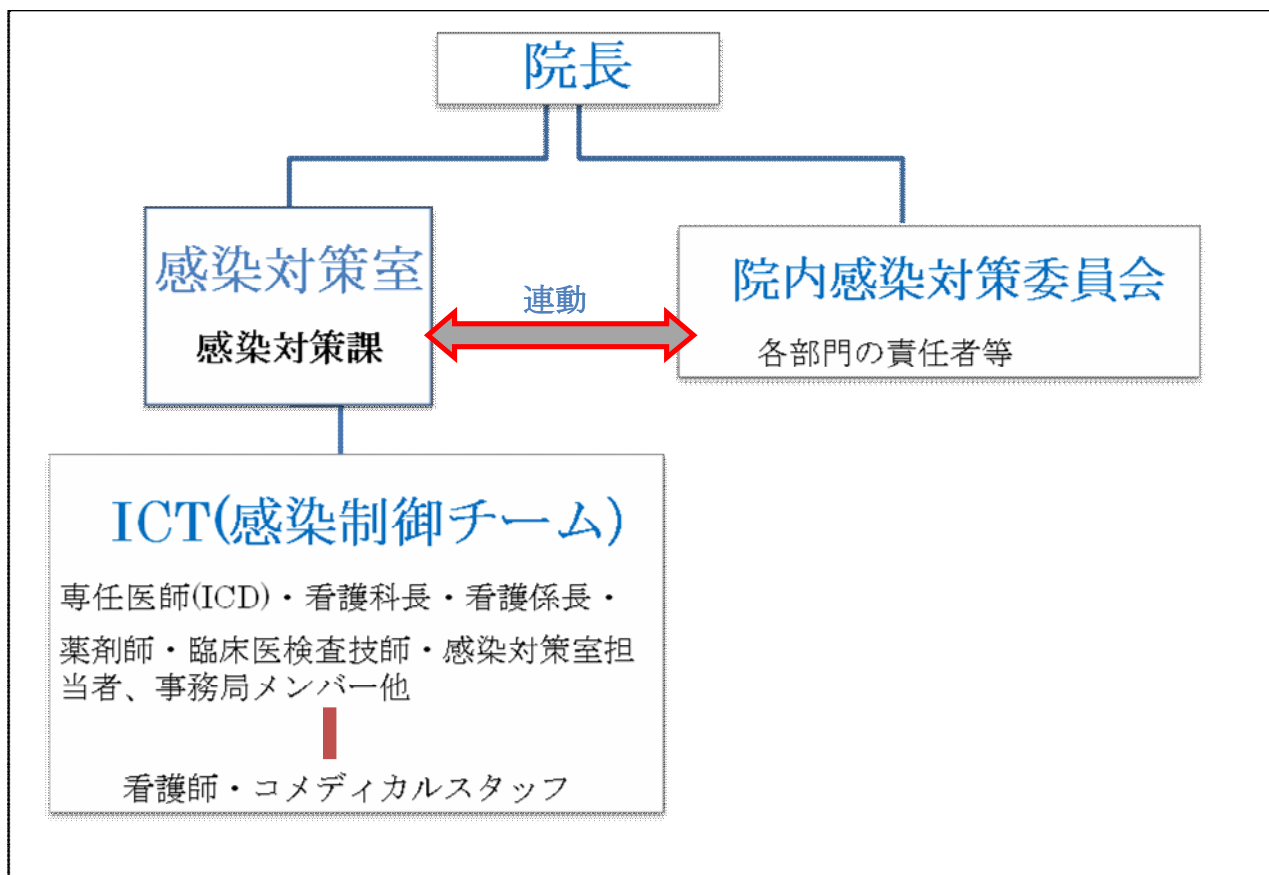 院長
感染対策室
感染対策課
連動
院内感染対策委員会
各部門の責任者等
ICT(感染制御チーム)
専任医師(ICD)・看護科長・看護係長・
薬剤師・臨床医検査技師・感染対策室担
当者、事務局メンバー他
看護師・コメディカルスタッフ